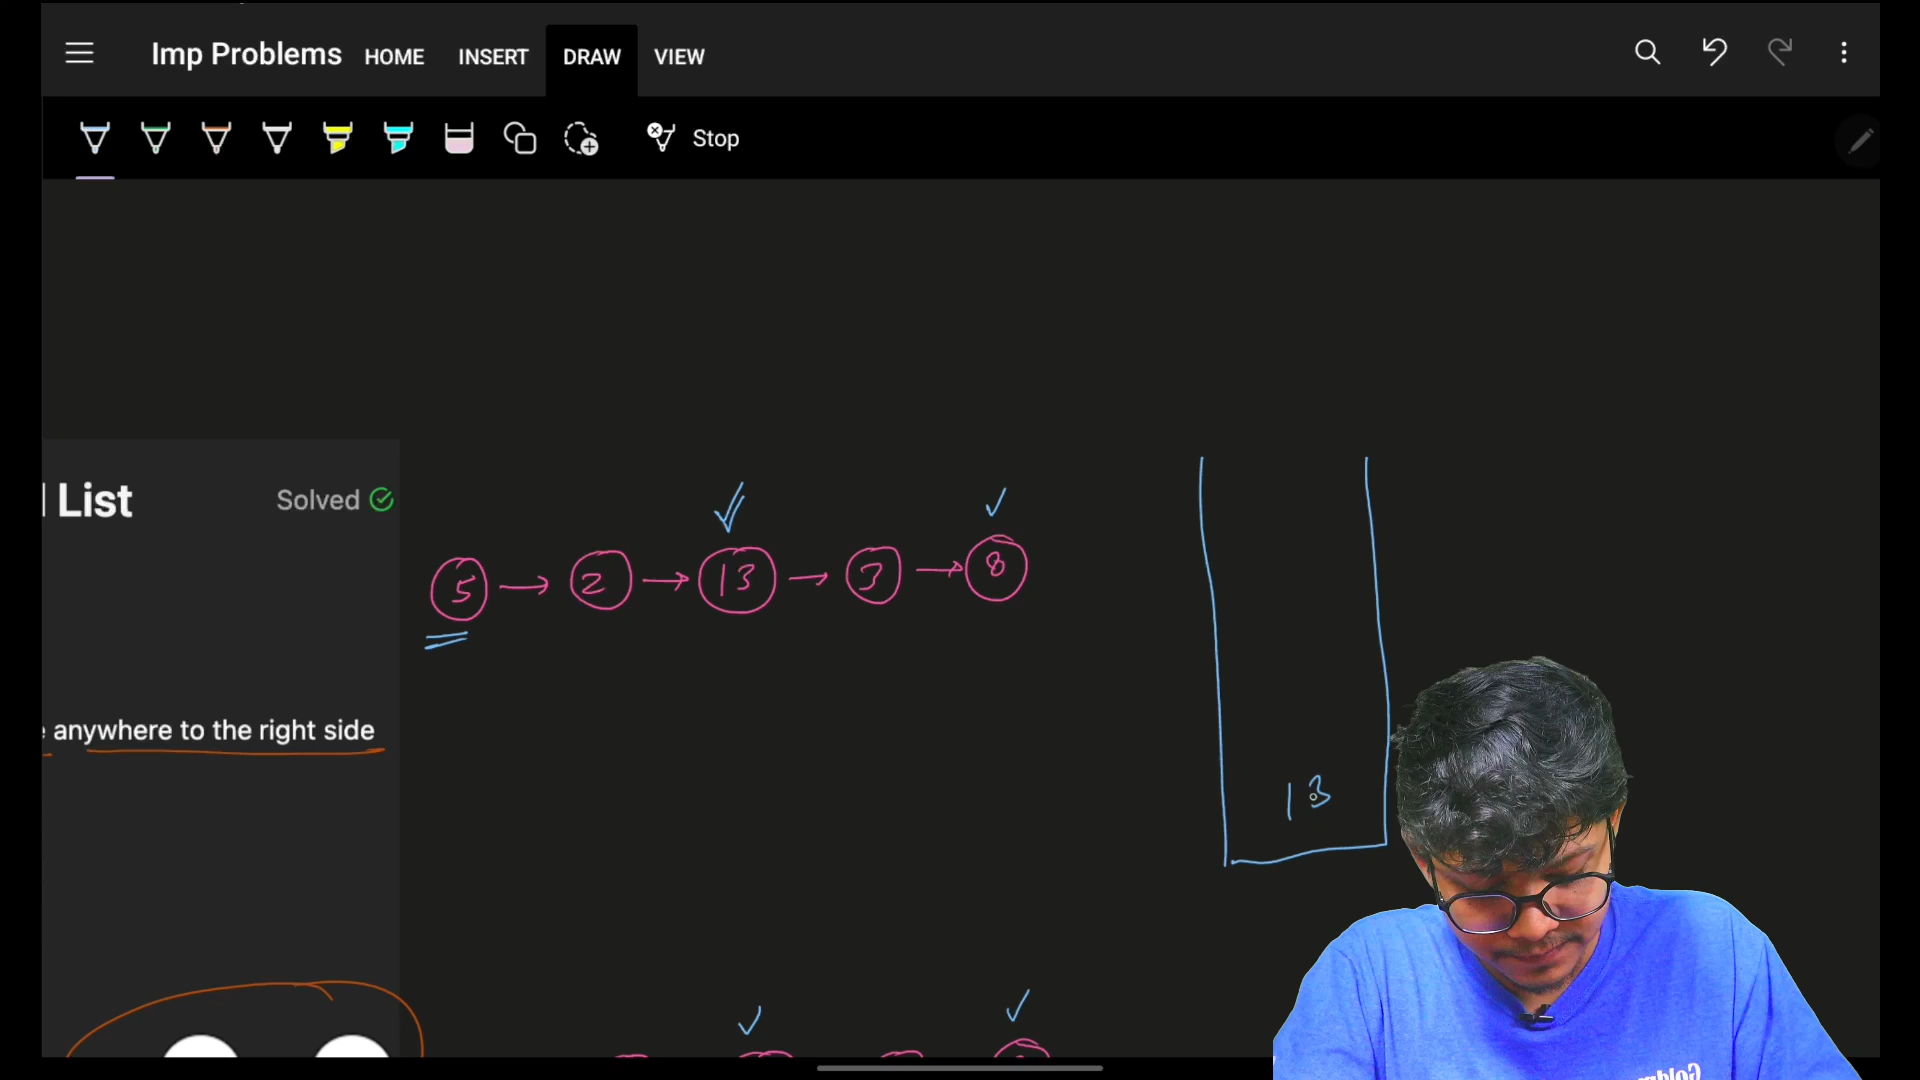 Imp Problems HOME INSERT DRAW VIEW
Stop
List Solved
5 → 2 → 13 → 3 → 8
anywhere to the right side
13